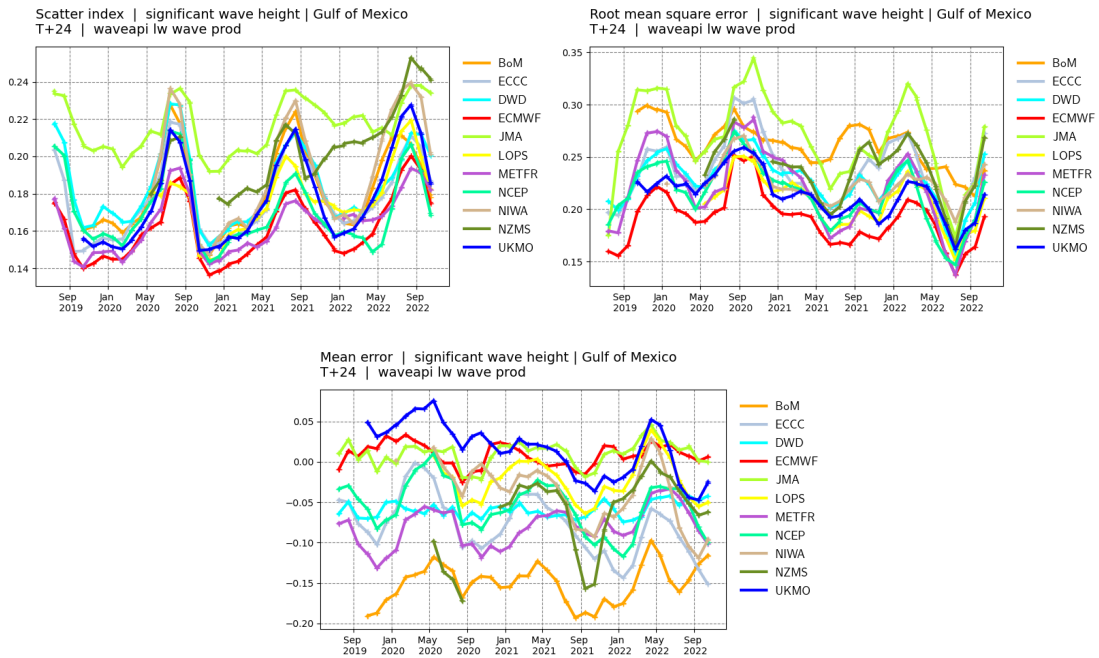 Scatter index | significant wave height | Gulf of Mexico
T+24 | waveapi lw wave prod
0.24
0.22
0.20
0.18
0.16
0.14
Sep 2019
Jan 2020
May 2020
Sep 2020
Jan 2021
May 2021
Sep 2021
Jan 2022
May 2022
Sep 2022
BoM
ECCC
DWD
ECMWF
JMA
LOPS
METFR
NCEP
NIWA
NZMS
UKMO
Root mean square error | significant wave height | Gulf of Mexico
T+24 | waveapi lw wave prod
0.35
0.30
0.25
0.20
0.15
Sep 2019
Jan 2020
May 2020
Sep 2020
Jan 2021
May 2021
Sep 2021
Jan 2022
May 2022
Sep 2022
BoM
ECCC
DWD
ECMWF
JMA
LOPS
METFR
NCEP
NIWA
NZMS
UKMO
Mean error | significant wave height | Gulf of Mexico
T+24 | waveapi lw wave prod
0.05
0.00
−0.05
−0.10
−0.15
−0.20
Sep 2019
Jan 2020
May 2020
Sep 2020
Jan 2021
May 2021
Sep 2021
Jan 2022
May 2022
Sep 2022
BoM
ECCC
DWD
ECMWF
JMA
LOPS
METFR
NCEP
NIWA
NZMS
UKMO